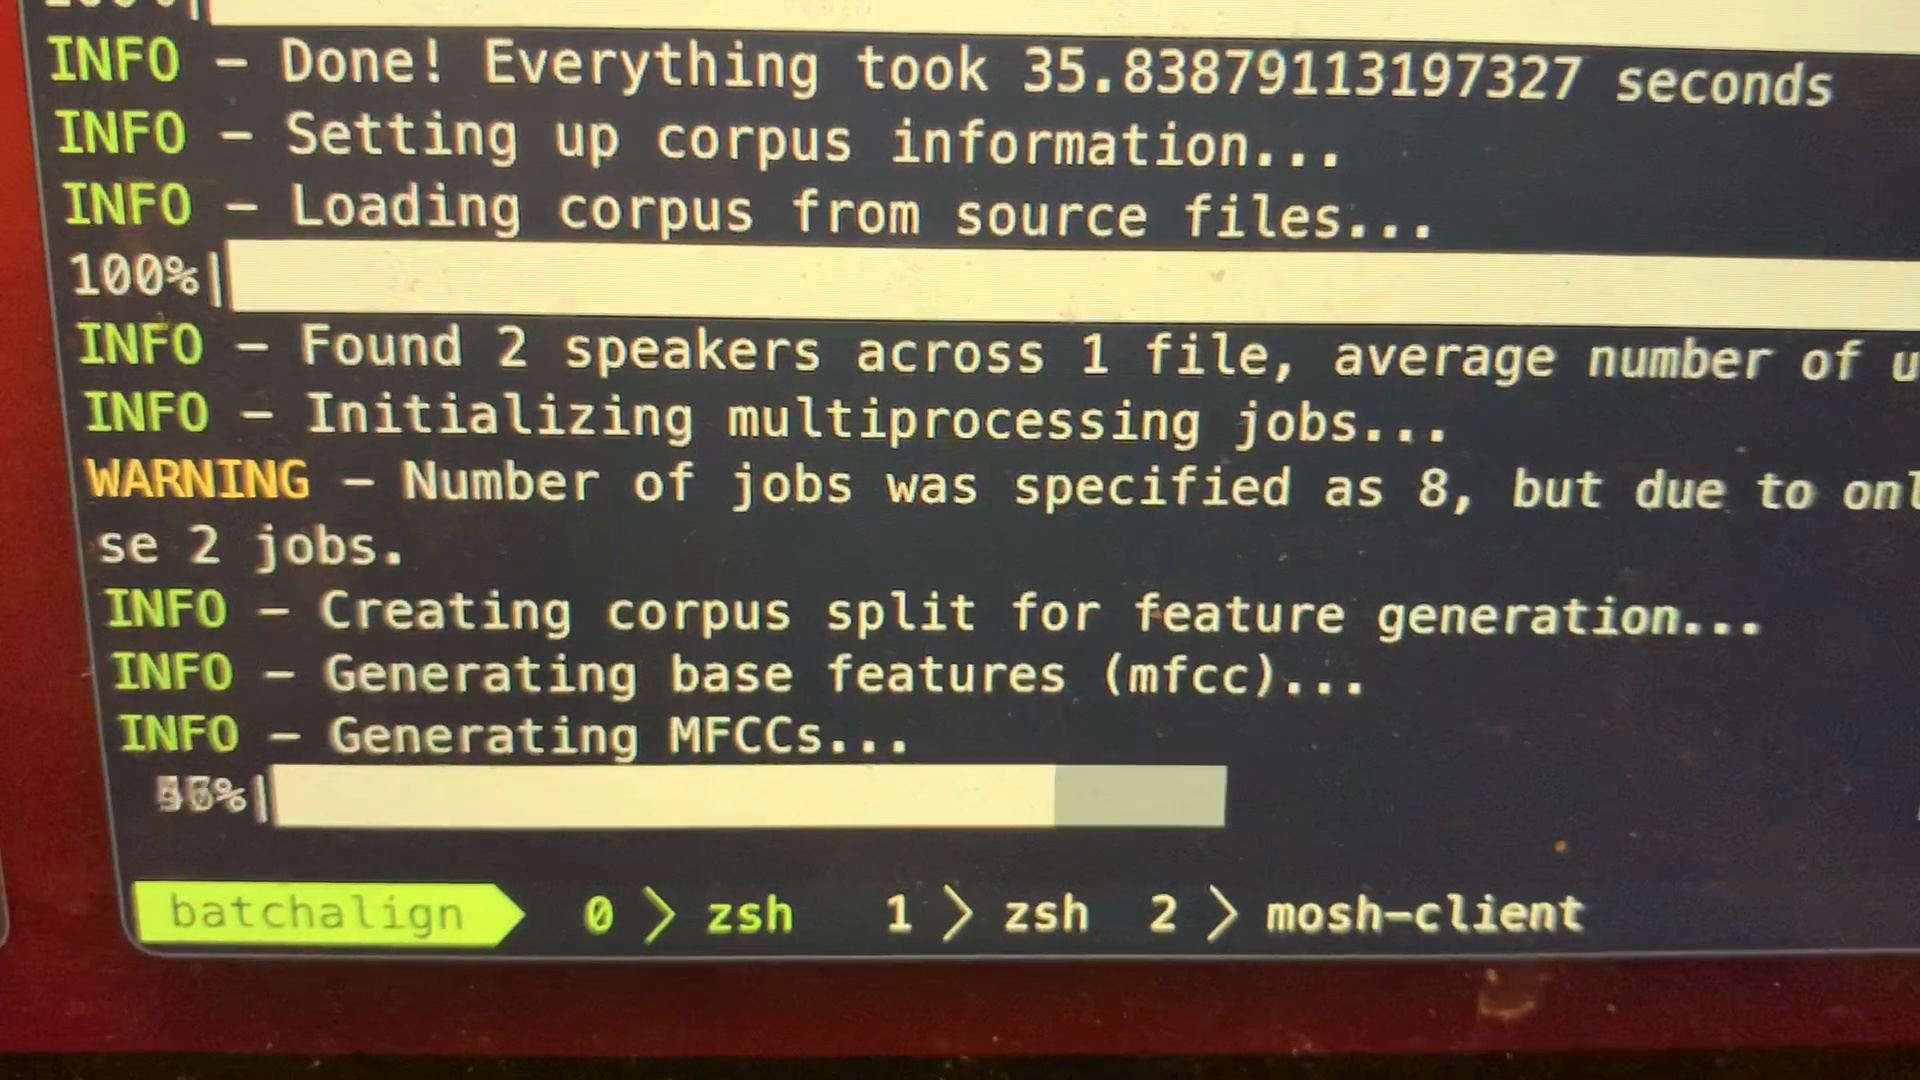 INFO – Done! Everything took 35.83879113197327 seconds
INFO – Setting up corpus information...
INFO – Loading corpus from source files...
100%|
INFO – Found 2 speakers across 1 file, average number of u
INFO – Initializing multiprocessing jobs...
WARNING – Number of jobs was specified as 8, but due to onl
se 2 jobs.
INFO – Creating corpus split for feature generation...
INFO – Generating base features (mfcc)...
INFO – Generating MFCCs...
batchalign 0 > zsh 1 > zsh 2 > mosh-client